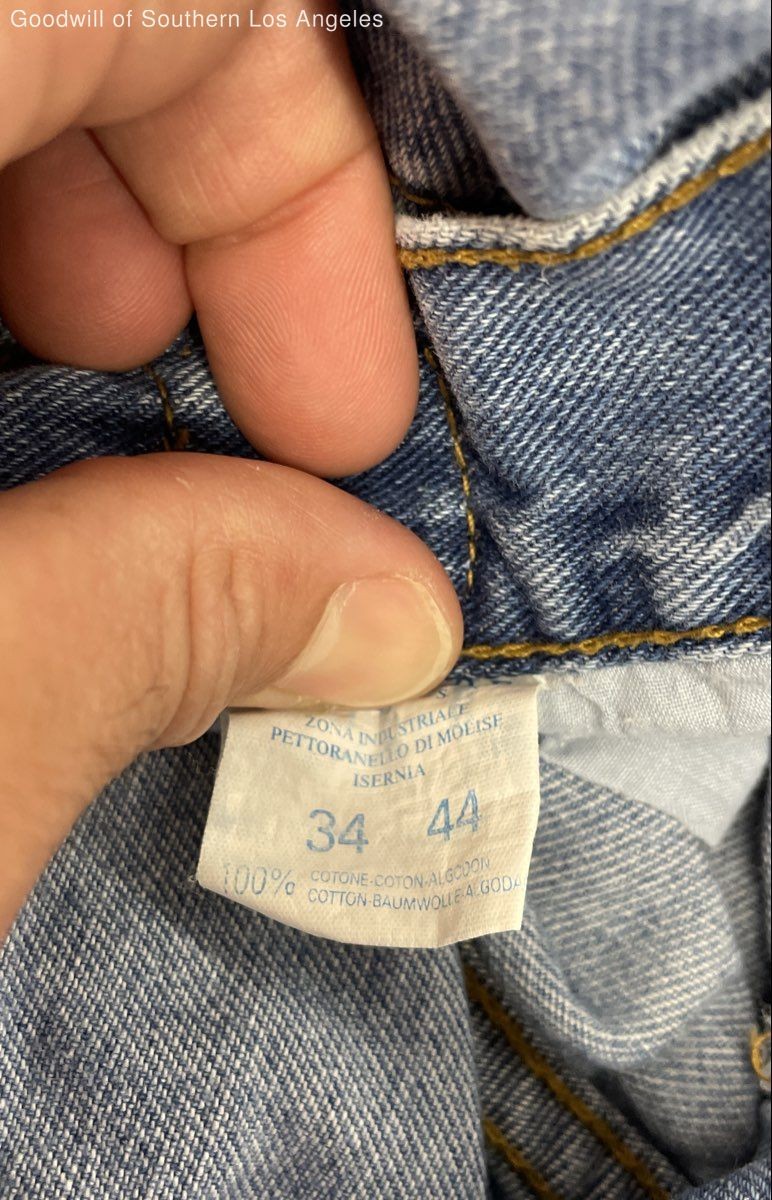 Goodwill of Southern Los Angeles
S
ZONA INDUSTRIALE
PETTORANELLO DI MOLISE
ISERNIA
34 44
100% COTONE-COTON-ALGODON
COTTON-BAUMWOLLE-ALGODA